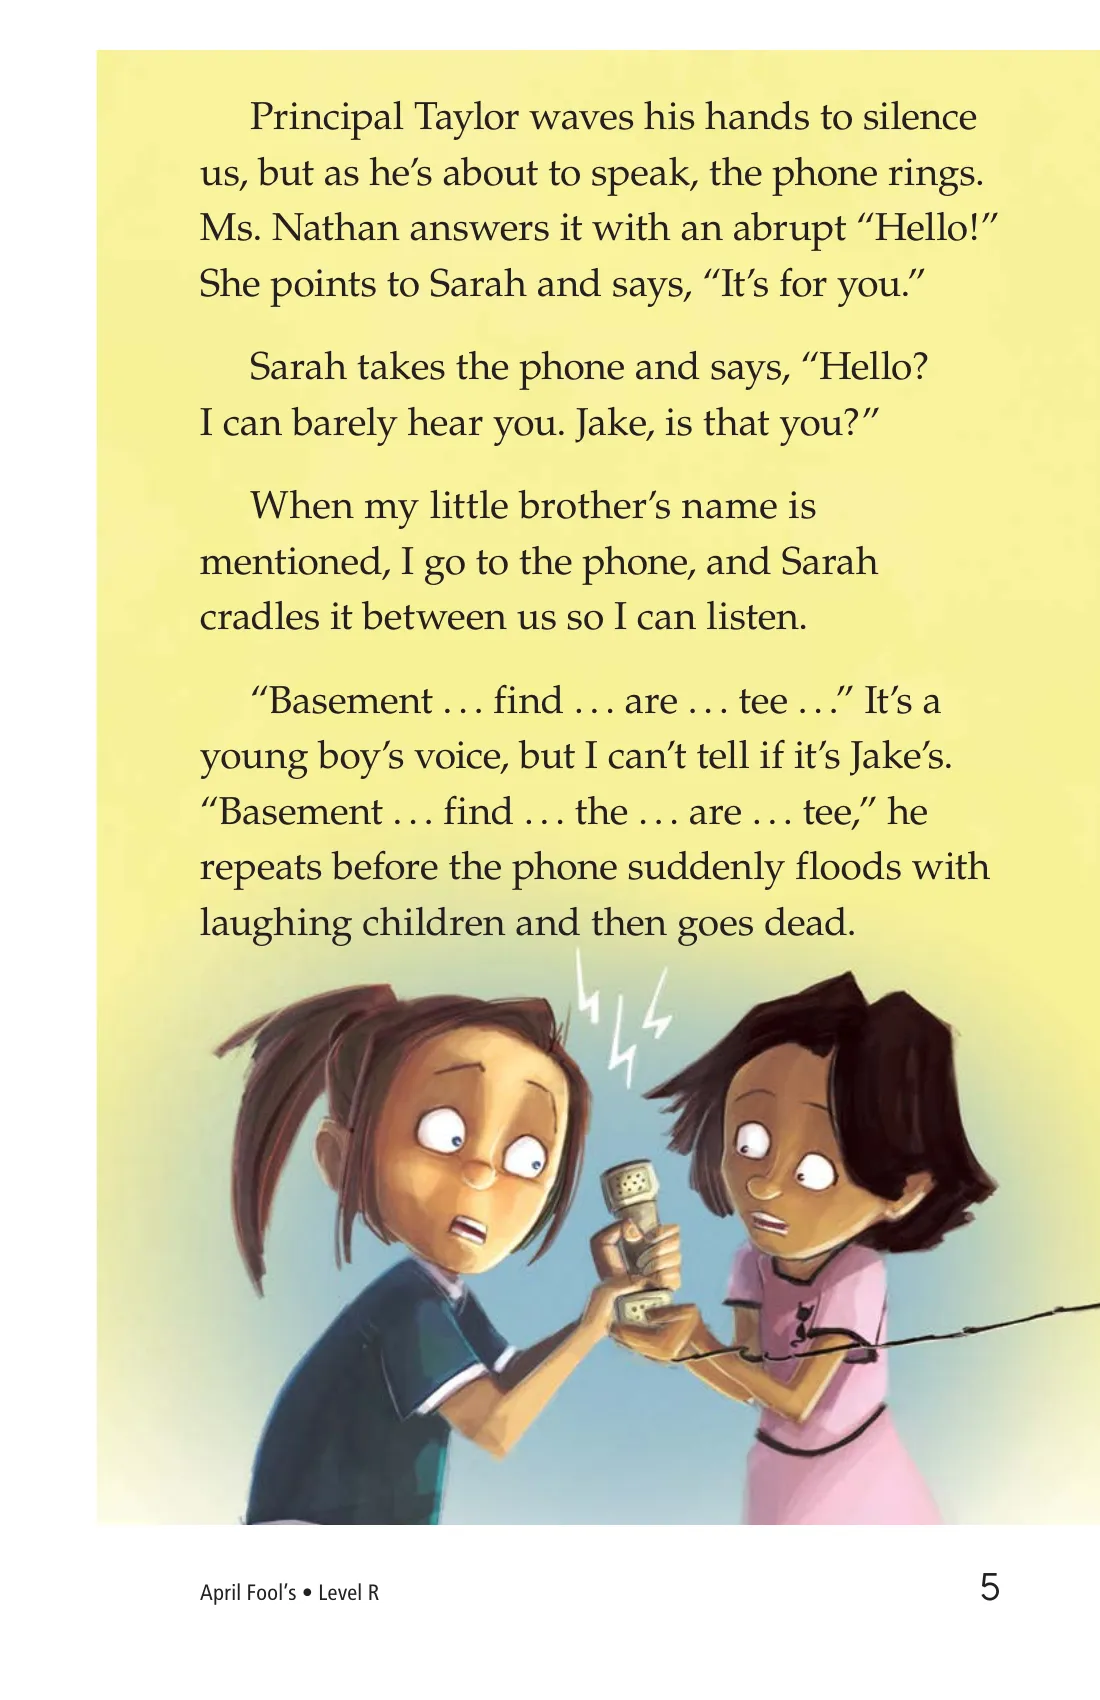 Principal Taylor waves his hands to silence
us, but as he’s about to speak, the phone rings.
Ms. Nathan answers it with an abrupt “Hello!”
She points to Sarah and says, “It’s for you.”
Sarah takes the phone and says, “Hello?
I can barely hear you. Jake, is that you?”
When my little brother’s name is
mentioned, I go to the phone, and Sarah
cradles it between us so I can listen.
“Basement . . . find . . . are . . . tee . . .” It’s a
young boy’s voice, but I can’t tell if it’s Jake’s.
“Basement . . . find . . . the . . . are . . . tee,” he
repeats before the phone suddenly floods with
laughing children and then goes dead.
April Fool’s • Level R
5